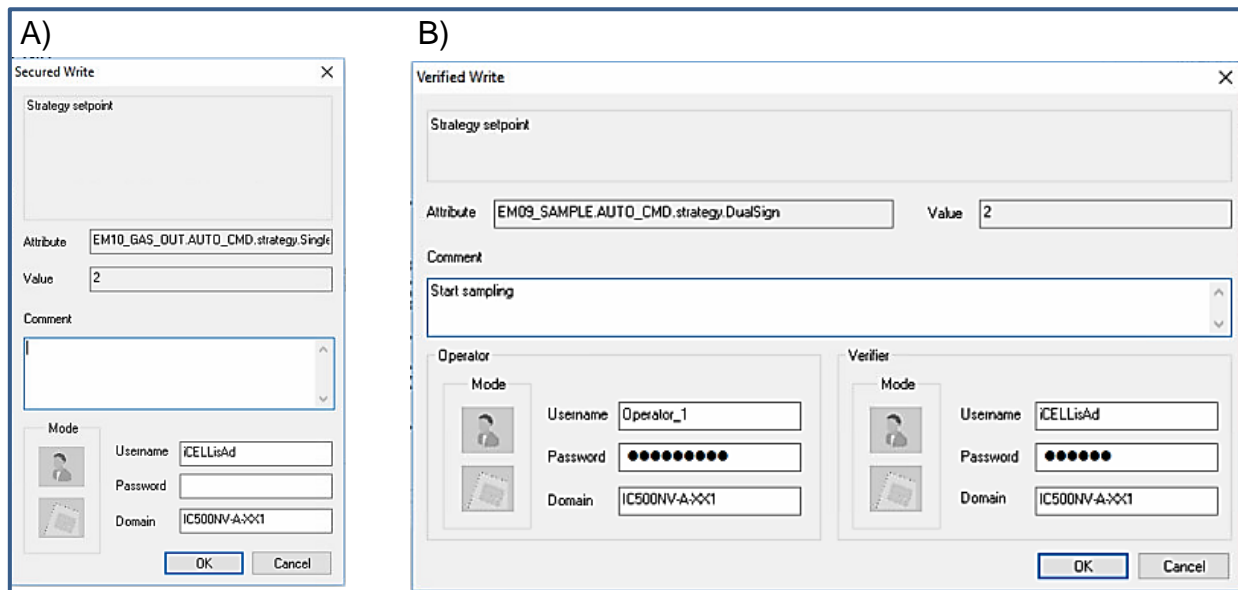 A)
Secured Write
Strategy setpoint
Attribute EM10_GAS_OUT.AUTO_CMD.strategy.Single
Value 2
Comment
Mode
Username iCELLisAd
Password
Domain IC500NV-A-XX1
OK Cancel
B)
Verified Write
Strategy setpoint
Attribute EM09_SAMPLE.AUTO_CMD.strategy.DualSign Value 2
Comment
Start sampling
Operator
Mode
Username Operator_1
Password ●●●●●●●●●
Domain IC500NV-A-XX1
Verifier
Mode
Username iCELLisAd
Password ●●●●●●
Domain IC500NV-A-XX1
OK Cancel